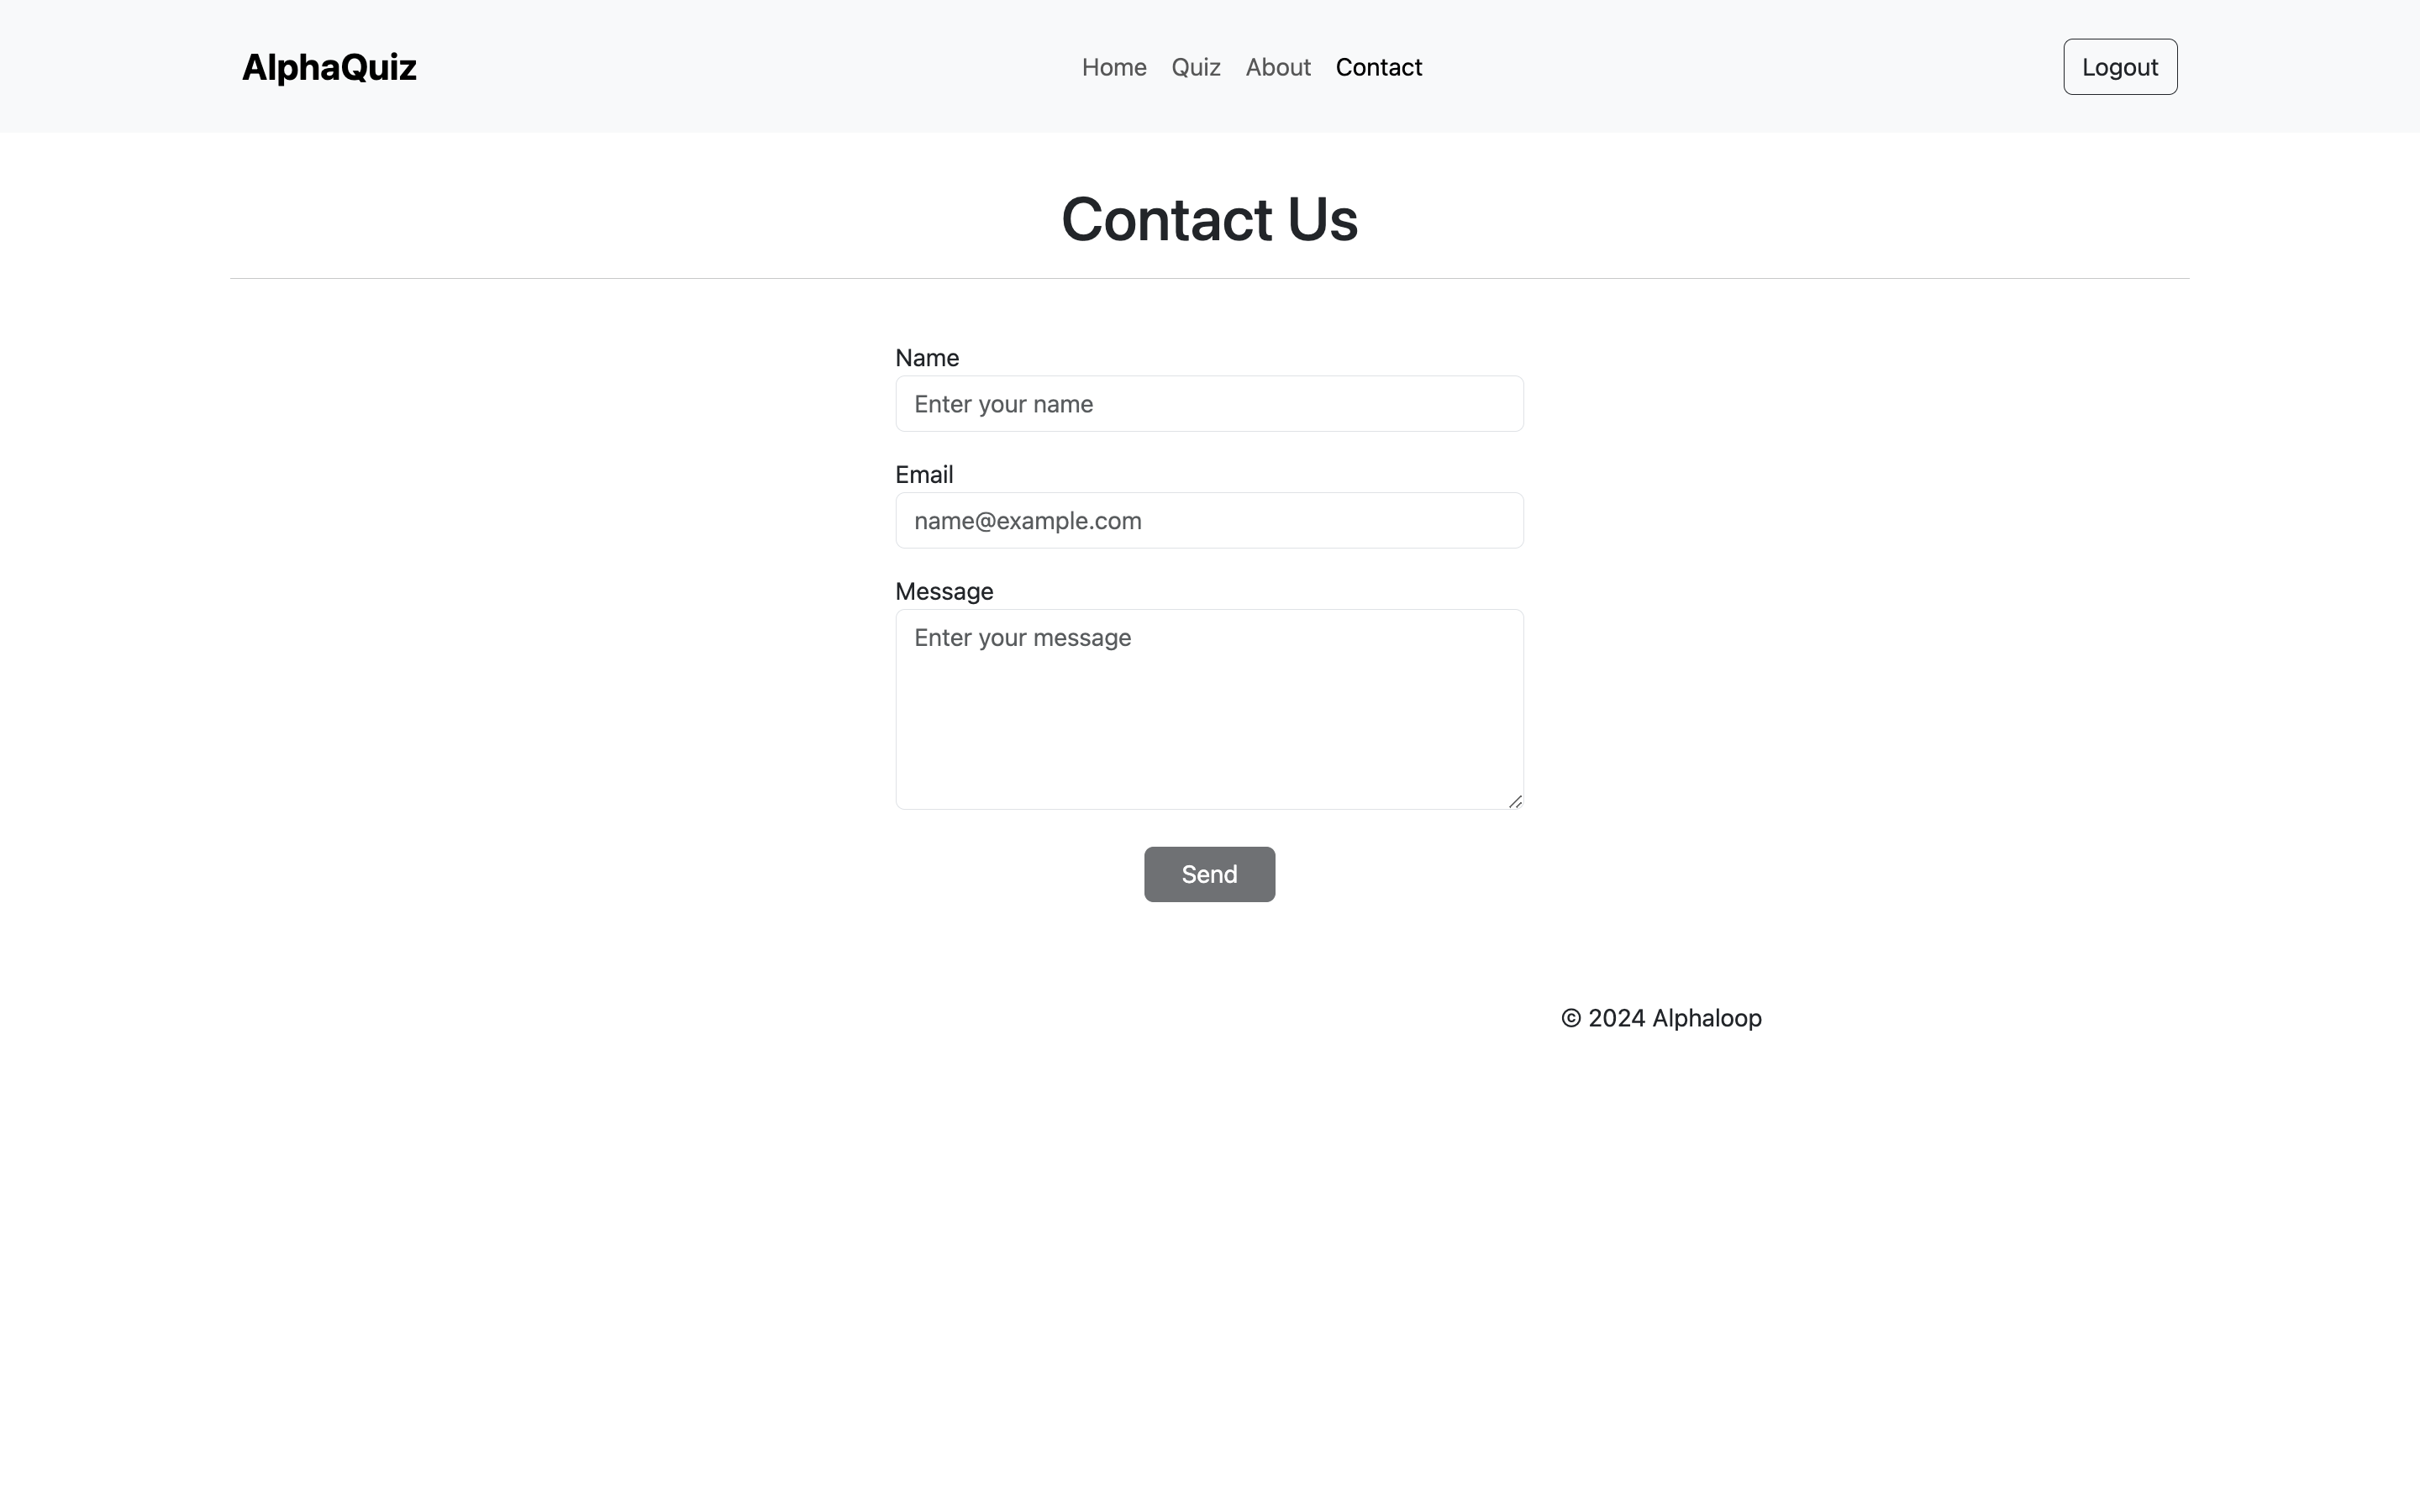 AlphaQuiz
Home Quiz About Contact
Logout
Contact Us
Name
Enter your name
Email
name@example.com
Message
Enter your message
Send
© 2024 Alphaloop